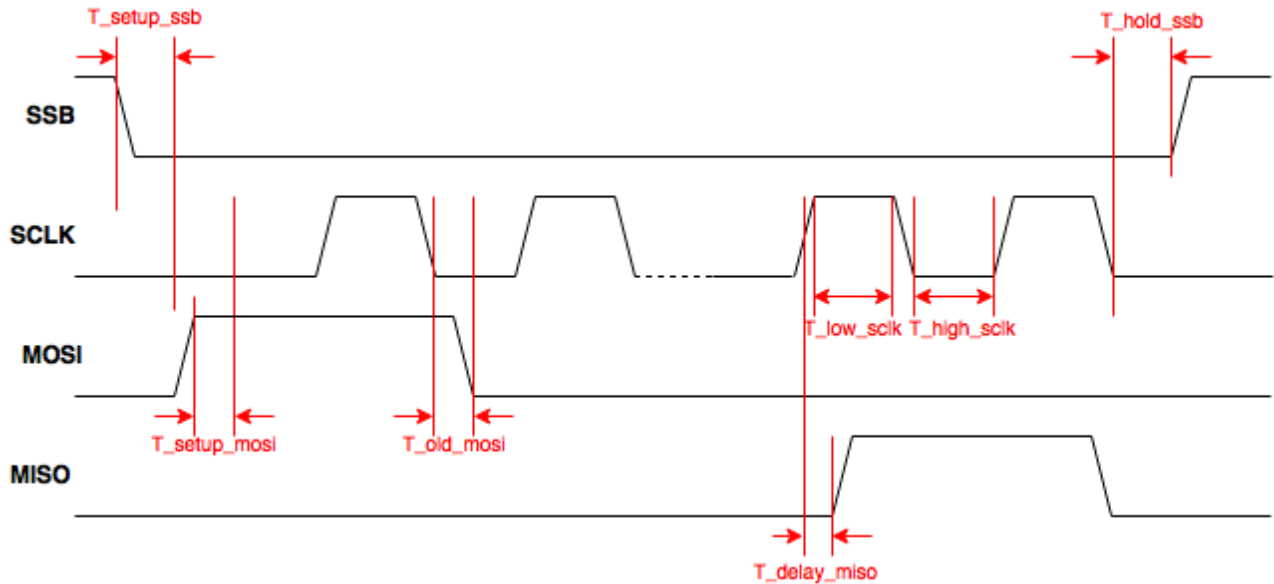 T_setup_ssb
T_hold_ssb
SSB
SCLK
T_low_sclk
T_high_sclk
MOSI
T_setup_mosi
T_old_mosi
MISO
T_delay_miso